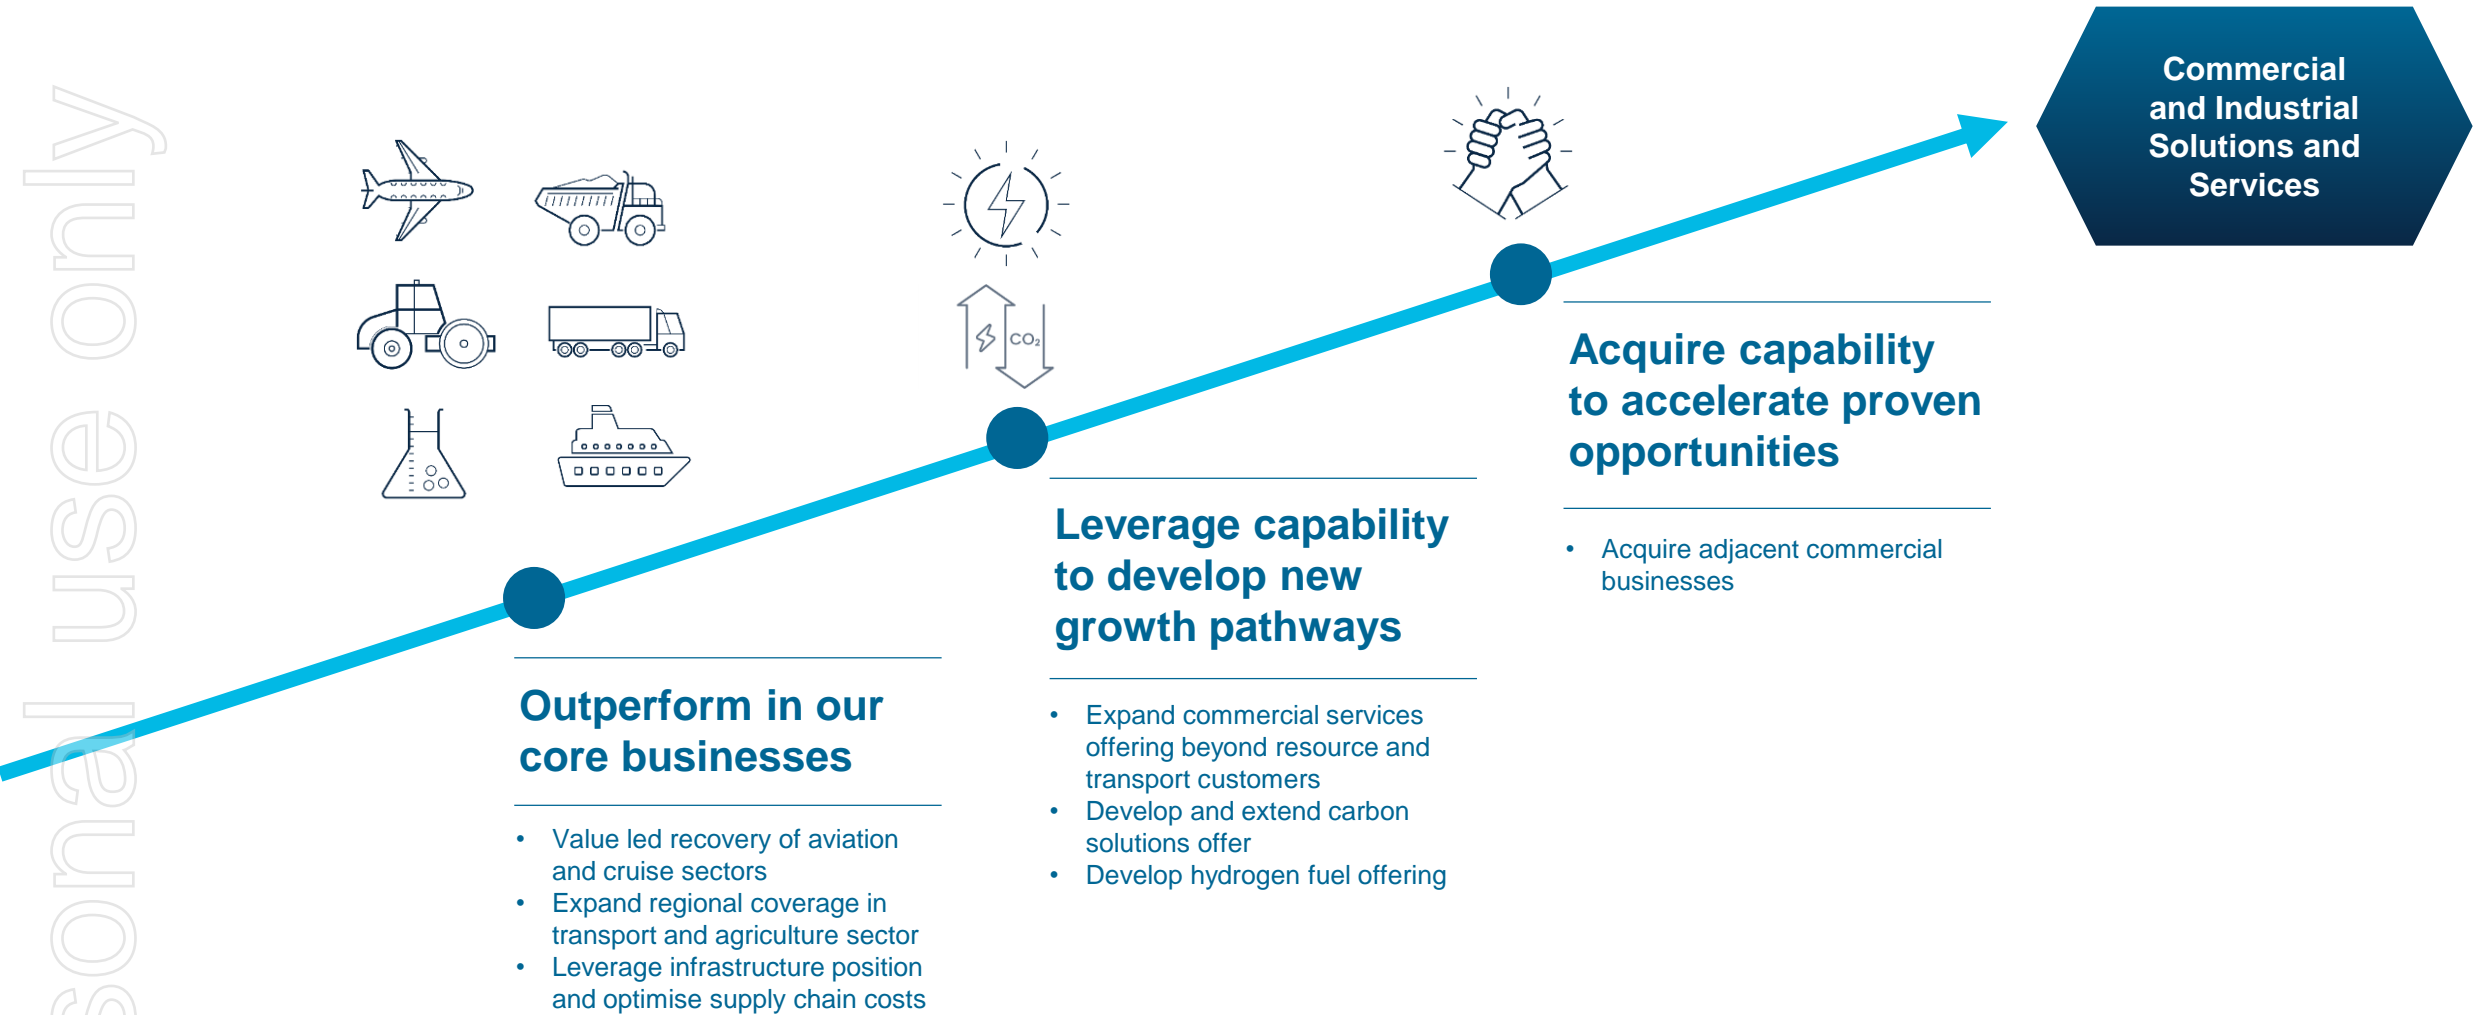 Commercial
and Industrial
Solutions and
Services
CO₂
Acquire capability
to accelerate proven
opportunities
• Acquire adjacent commercial
businesses
Leverage capability
to develop new
growth pathways
• Expand commercial services
offering beyond resource and
transport customers
• Develop and extend carbon
solutions offer
• Develop hydrogen fuel offering
Outperform in our
core businesses
• Value led recovery of aviation
and cruise sectors
• Expand regional coverage in
transport and agriculture sector
• Leverage infrastructure position
and optimise supply chain costs
sonal use only